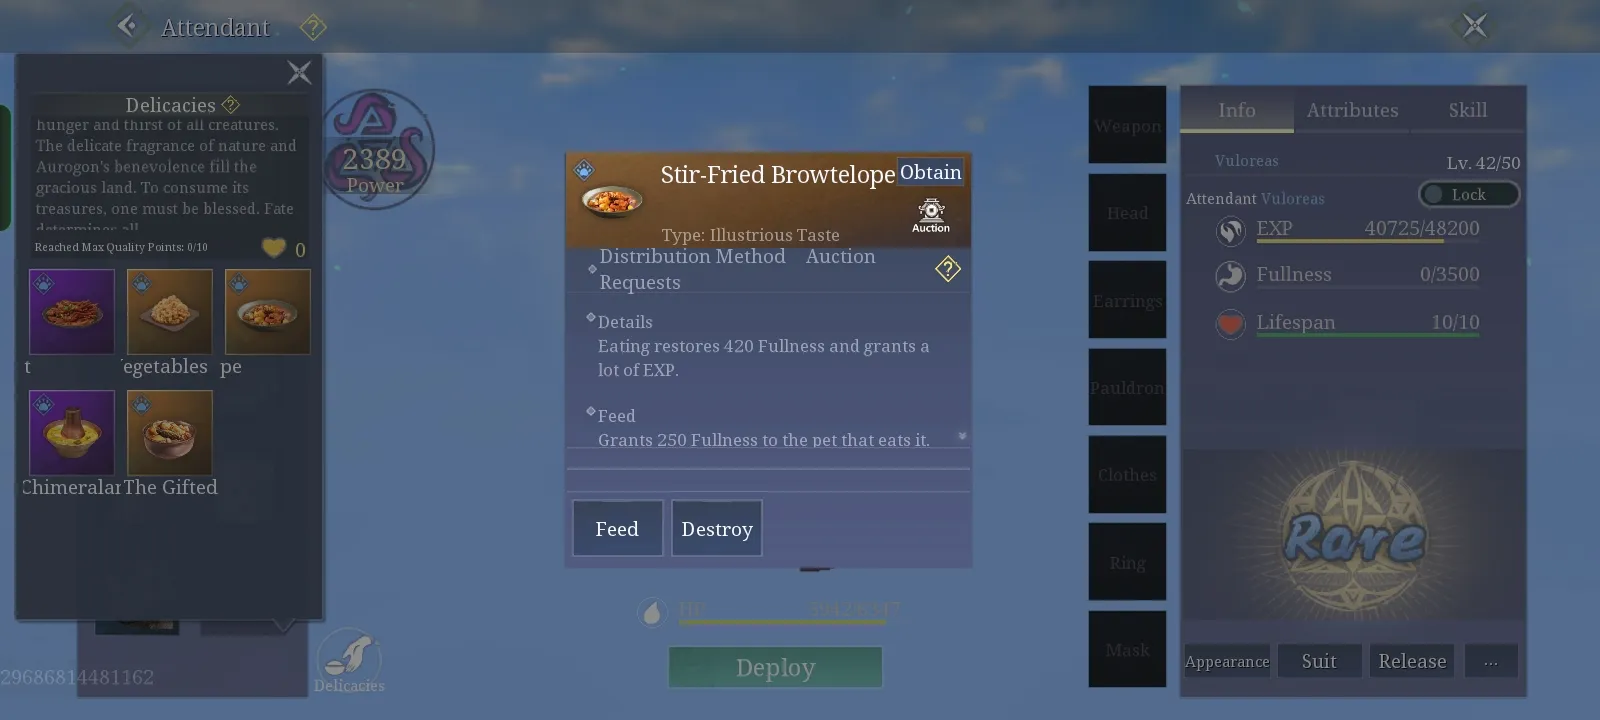 Attendant
Delicacies
hunger and thirst of all creatures.
The delicate fragrance of nature and
Aurogon's benevolence fill the
gracious land. To consume its
treasures, one must be blessed. Fate
determines all
Reached Max Quality Points: 0/10
0
t
egetables
pe
Chimeralar
The Gifted
29686814481162
2389
Power
Delicacies
Stir-Fried Browtelope
Obtain
Auction
Type: Illustrious Taste
Distribution Method Auction
Requests
Details
Eating restores 420 Fullness and grants a
lot of EXP.
Feed
Grants 250 Fullness to the pet that eats it.
Feed
Destroy
HP
Deploy
Weapon
Head
Earrings
Pauldron
Clothes
Ring
Mask
Info
Attributes
Skill
Vuloreas
Lv. 42/50
Attendant Vuloreas
Lock
EXP 40725/48200
Fullness 0/3500
Lifespan 10/10
Rare
Appearance
Suit
Release
...